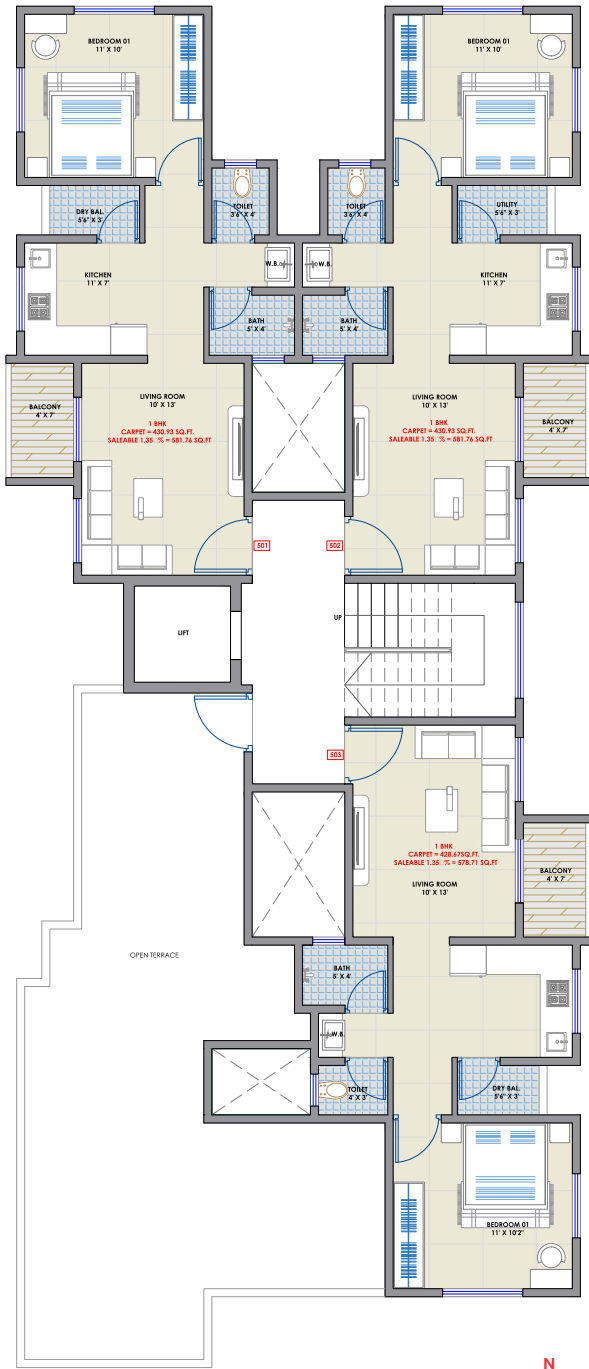 BEDROOM 01
11' X 10'
BEDROOM 01
11' X 10'
TOILET
3'6" X 4'
TOILET
3'6" X 4'
DRY BAL.
5'6" X 3'
UTILITY
5'6" X 3'
KITCHEN
11' X 7'
W.B.
W.B.
KITCHEN
11' X 7'
BATH
5' X 4'
BATH
5' X 4'
LIVING ROOM
10' X 13'
LIVING ROOM
10' X 13'
BALCONY
4' X 7'
BALCONY
4' X 7'
1 BHK
CARPET = 430.93 SQ.FT.
SALEABLE 1.35 % = 581.76 SQ.FT
1 BHK
CARPET = 430.93 SQ.FT.
SALEABLE 1.35 % = 581.76 SQ.FT
501
502
UP
LIFT
503
1 BHK
CARPET = 428.67SQ.FT.
SALEABLE 1.35 % = 578.71 SQ.FT
LIVING ROOM
10' X 13'
BALCONY
4' X 7'
OPEN TERRACE
BATH
5' X 4'
W.B.
TOILET
4' X 3'
DRY BAL.
5'6" X 3'
BEDROOM 01
11' X 10'2"
N